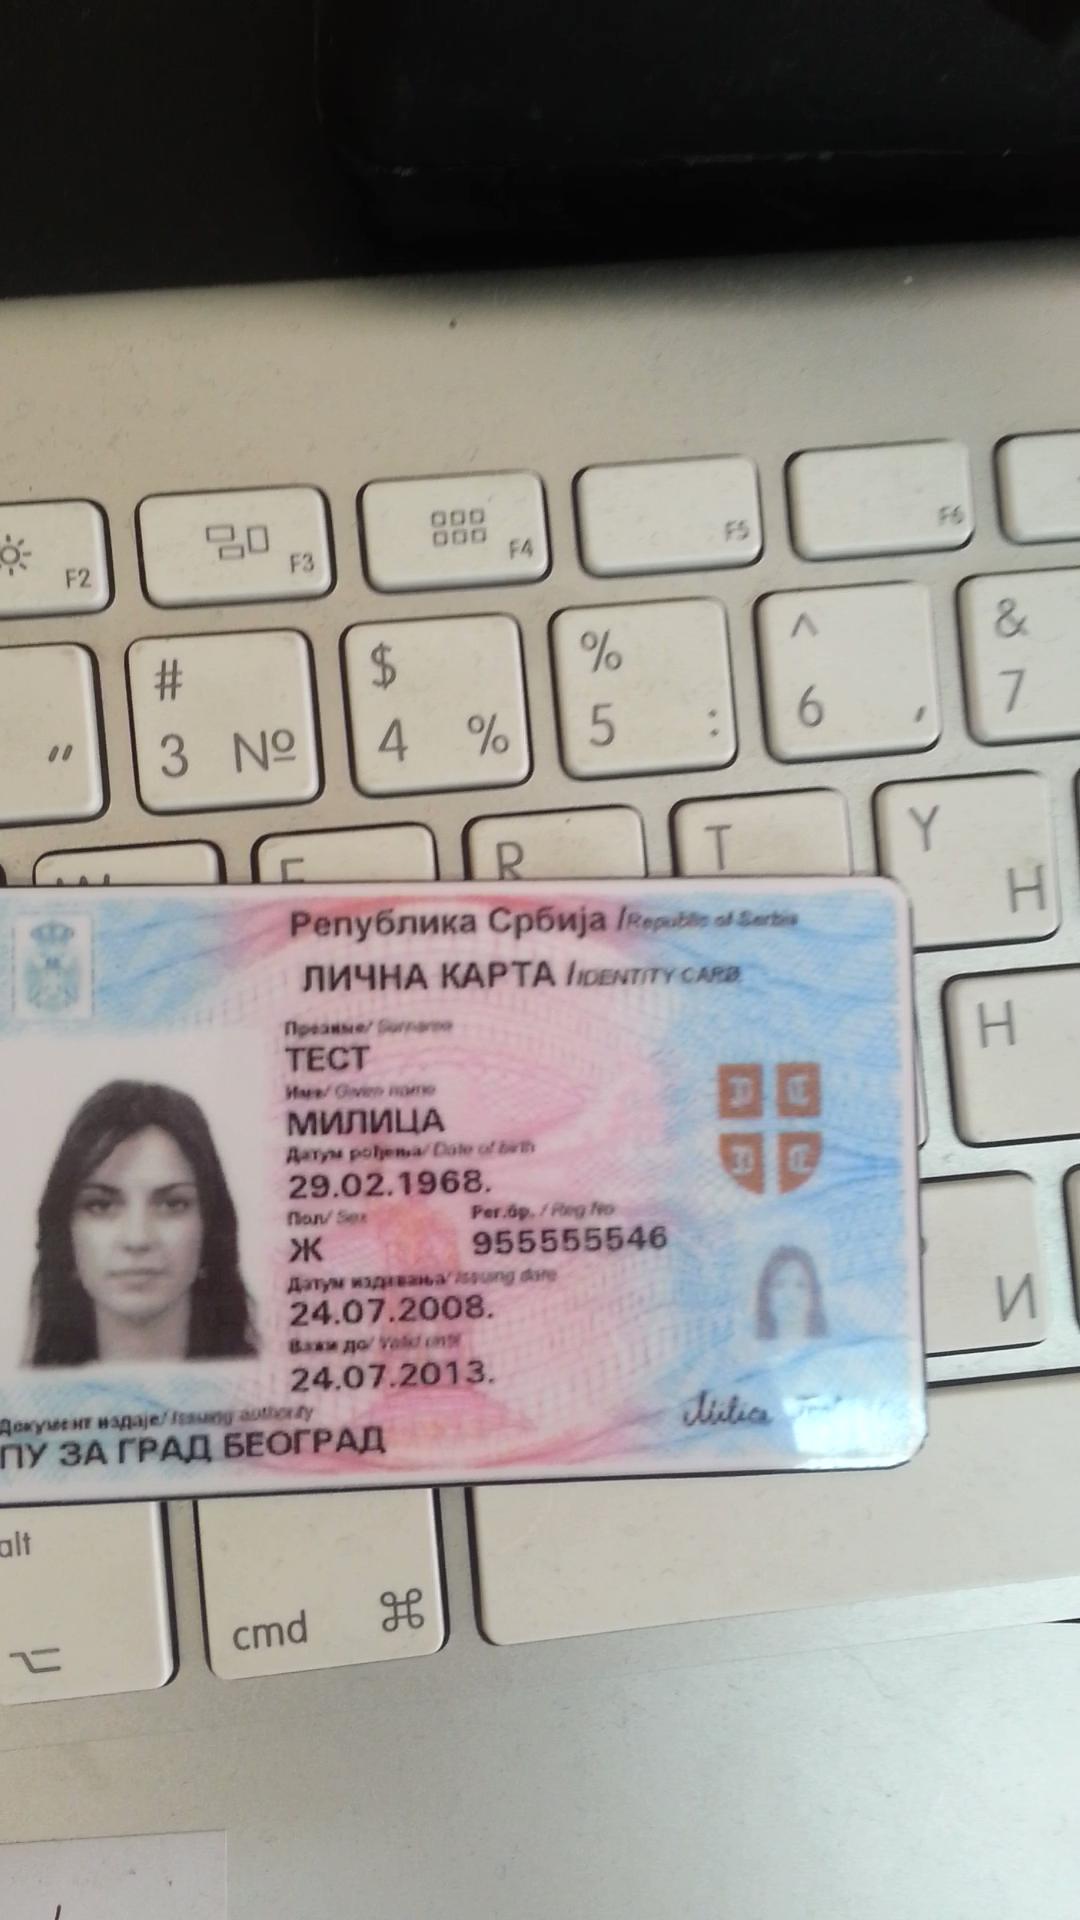 F2
F3
F4
F5
F6
"
#
3 №
$
4 %
%
5 :
^
6 ,
&
7
R
T
Y
Н
Република Србија / Republic of Serbia
ЛИЧНА КАРТА / IDENTITY CARD
Презиме/ Surname
ТЕСТ
Име/ Given name
МИЛИЦА
Датум рођења/ Date of birth
29.02.1968.
Пол/ Sex
Рег.бр. / Reg No
Ж
955555546
Датум издавања/ Issuing date
24.07.2008.
Важи до/ Valid until
24.07.2013.
Документ издаје/ Issuing authority
ПУ ЗА ГРАД БЕОГРАД
Milica
H
И
alt
cmd ⌘